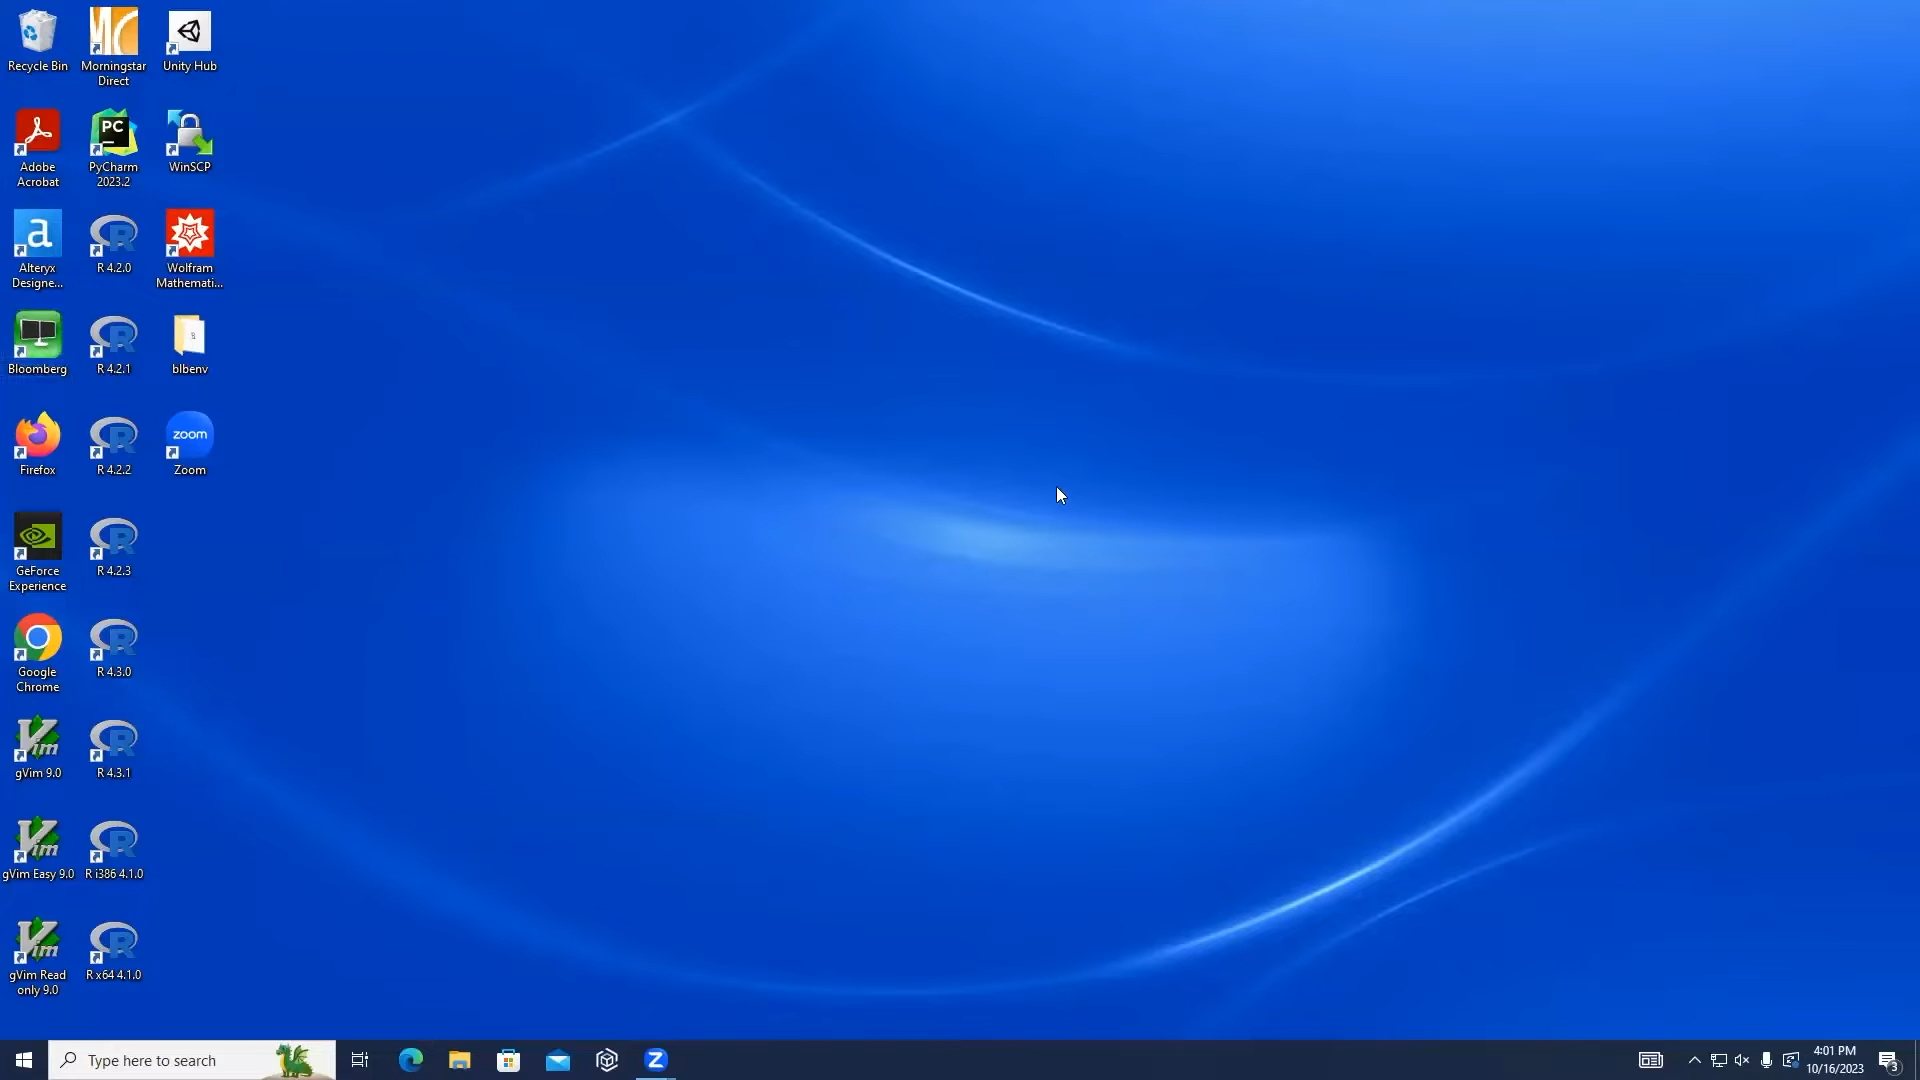 Recycle Bin
Morningstar
Direct
Unity Hub
PC
Adobe
Acrobat
PyCharm
2023.2
WinSCP
a
Alteryx
Designe...
R 4.2.0
Wolfram
Mathemati...
Bloomberg
R 4.2.1
blbenv
zoom
Firefox
R 4.2.2
Zoom
GeForce
Experience
R 4.2.3
Google
Chrome
R 4.3.0
gVim 9.0
R 4.3.1
gVim Easy 9.0
R i386 4.1.0
gVim Read
only 9.0
R x64 4.1.0
Type here to search
4:01 PM
10/16/2023
3